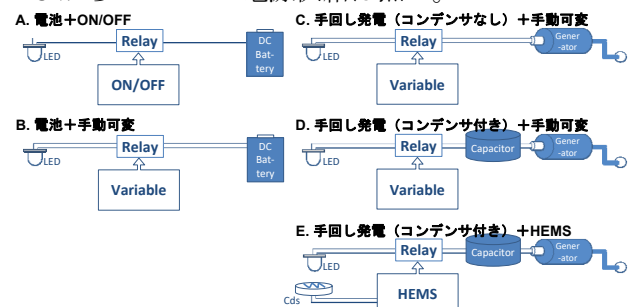 A. 電池＋ON/OFF
LED
Relay
ON/OFF
DC
Bat-
tery
B. 電池＋手動可変
LED
Relay
Variable
DC
Bat-
tery
C. 手回し発電（コンデンサなし）＋手動可変
LED
Relay
Variable
Gener
-ator
D. 手回し発電（コンデンサ付き）＋手動可変
LED
Relay
Variable
Capacitor
Gener
-ator
E. 手回し発電（コンデンサ付き）＋HEMS
LED
Relay
Capacitor
Gener
-ator
Cds
HEMS